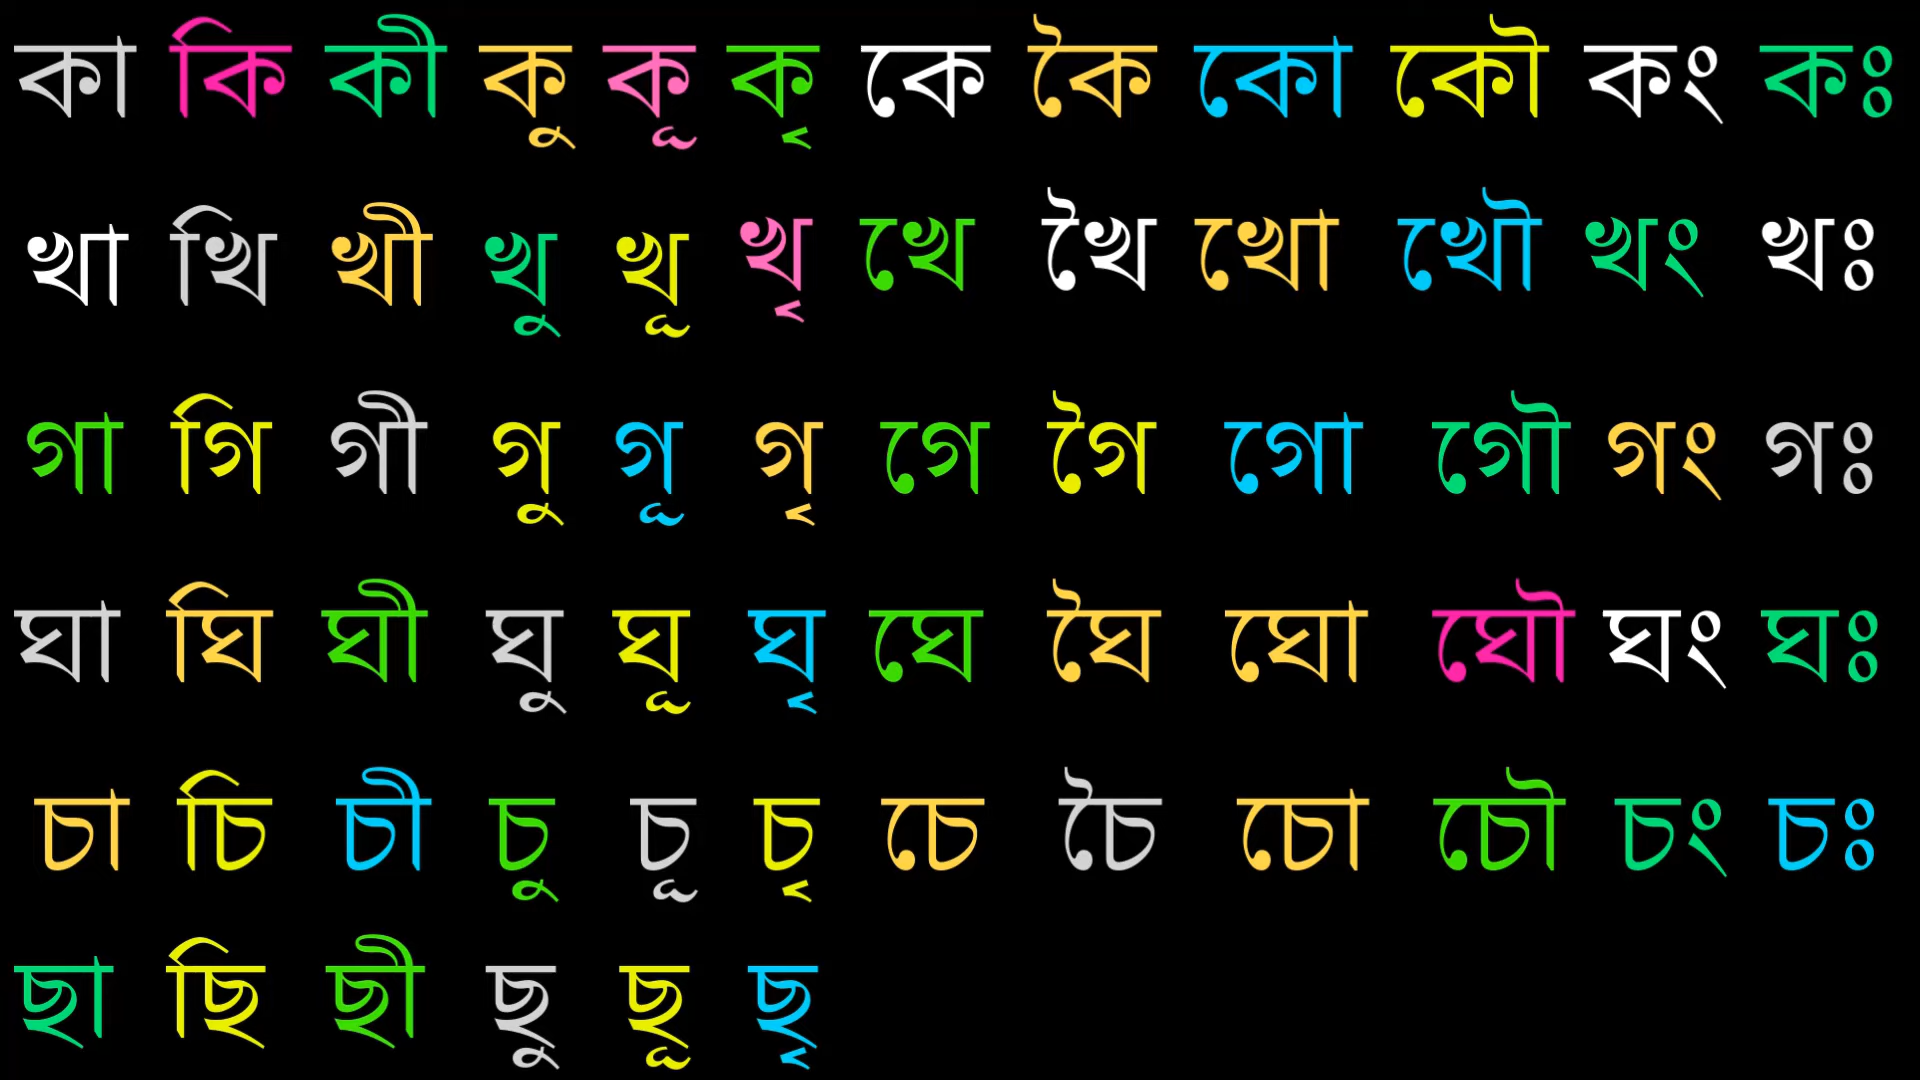 কা কি কী কু কূ কৃ কে কৈ কো কৌ কং কঃ
খা খি খী খু খূ খৃ খে খৈ খো খৌ খং খঃ
গা গি গী গু গূ গৃ গে গৈ গো গৌ গং গঃ
ঘা ঘি ঘী ঘু ঘূ ঘৃ ঘে ঘৈ ঘো ঘৌ ঘং ঘঃ
চা চি চী চু চূ চৃ চে চৈ চো চৌ চং চঃ
ছা ছি ছী ছু ছূ ছৃ